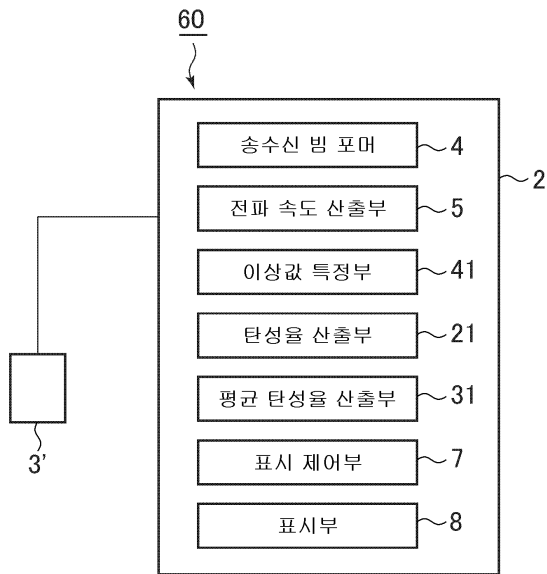 60
송수신 빔 포머 4
2
전파 속도 산출부 5
이상값 특정부 41
탄성율 산출부 21
평균 탄성율 산출부 31
3'
표시 제어부 7
표시부 8